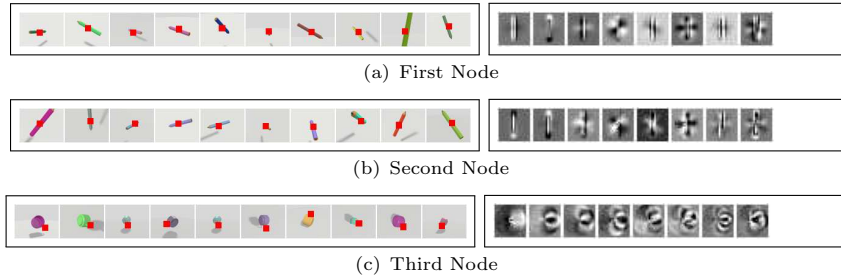 (a) First Node
(b) Second Node
(c) Third Node